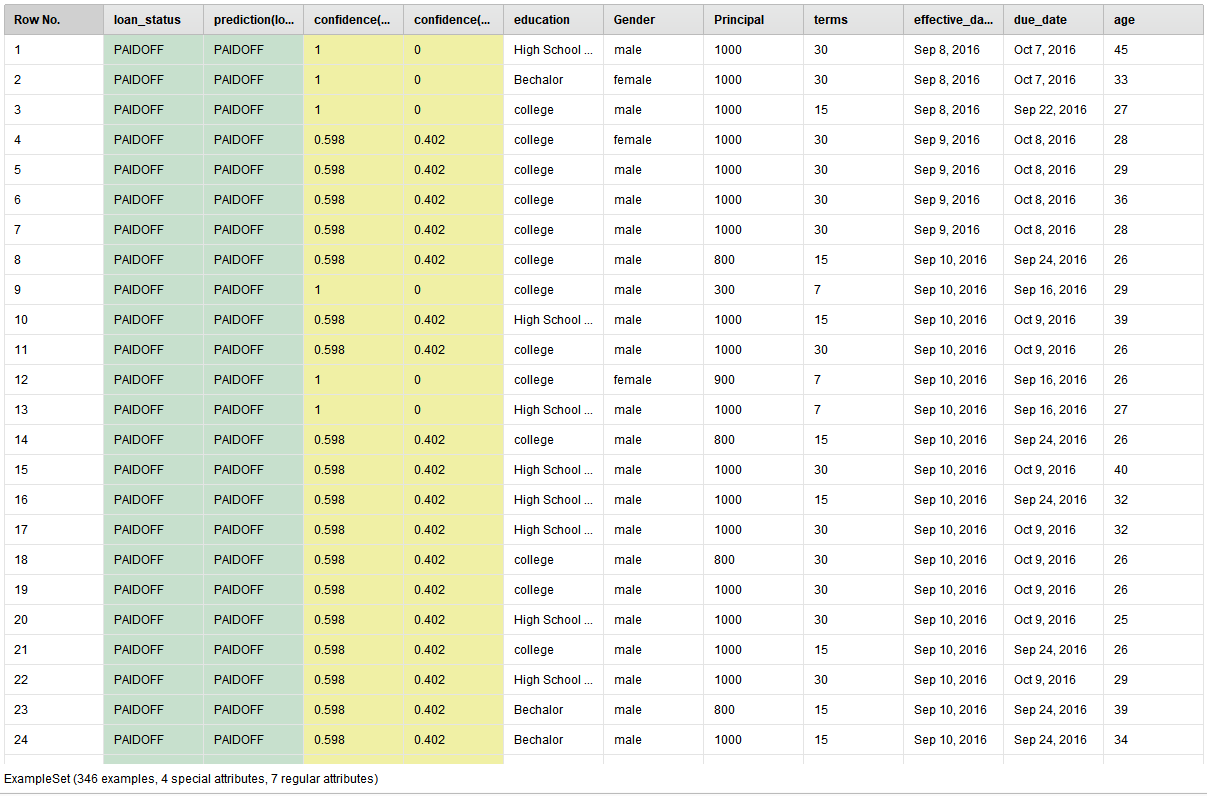 Row No. loan_status prediction(lo... confidence(... confidence(... education Gender Principal terms effective_da... due_date age
1 PAIDOFF PAIDOFF 1 0 High School ... male 1000 30 Sep 8, 2016 Oct 7, 2016 45
2 PAIDOFF PAIDOFF 1 0 Bechalor female 1000 30 Sep 8, 2016 Oct 7, 2016 33
3 PAIDOFF PAIDOFF 1 0 college male 1000 15 Sep 8, 2016 Sep 22, 2016 27
4 PAIDOFF PAIDOFF 0.598 0.402 college female 1000 30 Sep 9, 2016 Oct 8, 2016 28
5 PAIDOFF PAIDOFF 0.598 0.402 college male 1000 30 Sep 9, 2016 Oct 8, 2016 29
6 PAIDOFF PAIDOFF 0.598 0.402 college male 1000 30 Sep 9, 2016 Oct 8, 2016 36
7 PAIDOFF PAIDOFF 0.598 0.402 college male 1000 30 Sep 9, 2016 Oct 8, 2016 28
8 PAIDOFF PAIDOFF 0.598 0.402 college male 800 15 Sep 10, 2016 Sep 24, 2016 26
9 PAIDOFF PAIDOFF 1 0 college male 300 7 Sep 10, 2016 Sep 16, 2016 29
10 PAIDOFF PAIDOFF 0.598 0.402 High School ... male 1000 15 Sep 10, 2016 Oct 9, 2016 39
11 PAIDOFF PAIDOFF 0.598 0.402 college male 1000 30 Sep 10, 2016 Oct 9, 2016 26
12 PAIDOFF PAIDOFF 1 0 college female 900 7 Sep 10, 2016 Sep 16, 2016 26
13 PAIDOFF PAIDOFF 1 0 High School ... male 1000 7 Sep 10, 2016 Sep 16, 2016 27
14 PAIDOFF PAIDOFF 0.598 0.402 college male 800 15 Sep 10, 2016 Sep 24, 2016 26
15 PAIDOFF PAIDOFF 0.598 0.402 High School ... male 1000 30 Sep 10, 2016 Oct 9, 2016 40
16 PAIDOFF PAIDOFF 0.598 0.402 High School ... male 1000 15 Sep 10, 2016 Sep 24, 2016 32
17 PAIDOFF PAIDOFF 0.598 0.402 High School ... male 1000 30 Sep 10, 2016 Oct 9, 2016 32
18 PAIDOFF PAIDOFF 0.598 0.402 college male 800 30 Sep 10, 2016 Oct 9, 2016 26
19 PAIDOFF PAIDOFF 0.598 0.402 college male 1000 30 Sep 10, 2016 Oct 9, 2016 26
20 PAIDOFF PAIDOFF 0.598 0.402 High School ... male 1000 30 Sep 10, 2016 Oct 9, 2016 25
21 PAIDOFF PAIDOFF 0.598 0.402 college male 1000 15 Sep 10, 2016 Sep 24, 2016 26
22 PAIDOFF PAIDOFF 0.598 0.402 High School ... male 1000 30 Sep 10, 2016 Oct 9, 2016 29
23 PAIDOFF PAIDOFF 0.598 0.402 Bechalor male 800 15 Sep 10, 2016 Sep 24, 2016 39
24 PAIDOFF PAIDOFF 0.598 0.402 Bechalor male 1000 15 Sep 10, 2016 Sep 24, 2016 34
ExampleSet (346 examples, 4 special attributes, 7 regular attributes)